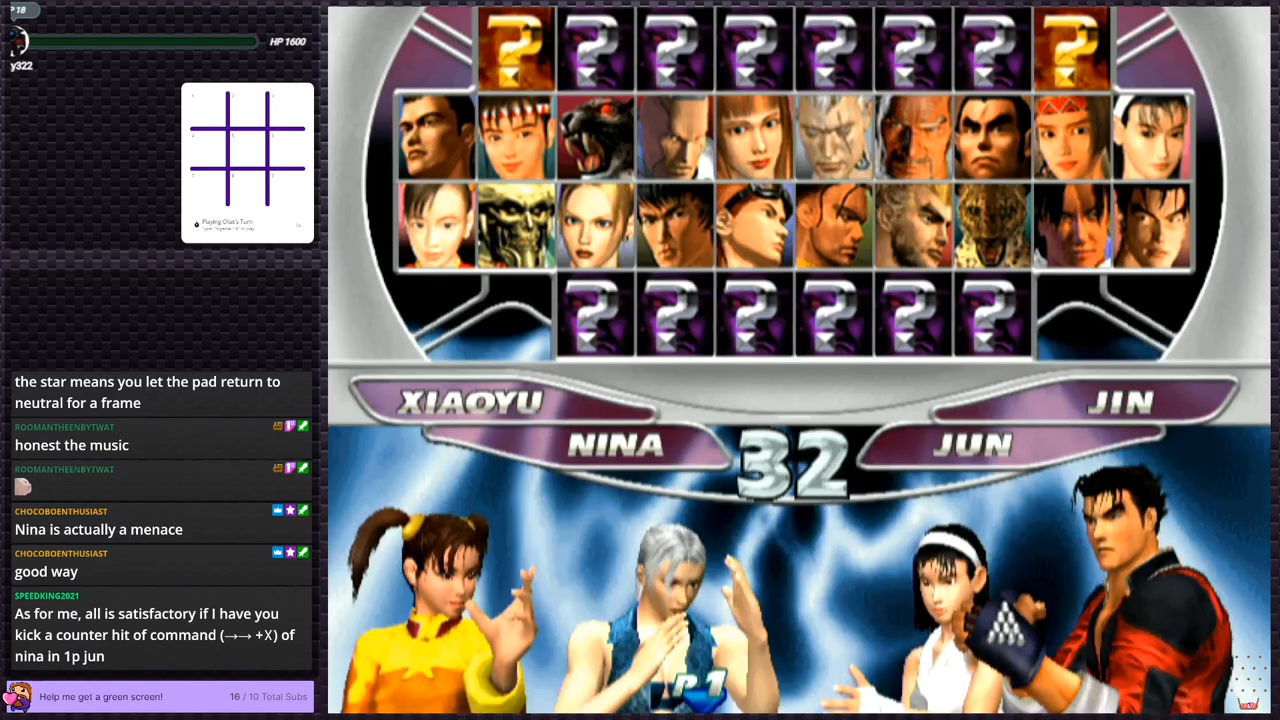 P 18
HP 1600
y322
Playing Chat's Turn
the star means you let the pad return to
neutral for a frame
ROOMANTHEENBYTWAT
honest the music
ROOMANTHEENBYTWAT
CHOCOBOENTHUSIAST
Nina is actually a menace
CHOCOBOENTHUSIAST
good way
SPEEDKING2021
As for me, all is satisfactory if I have you
kick a counter hit of command (→→ +X) of
nina in 1p jun
Help me get a green screen!
16 / 10 Total Subs
? ? ? ? ? ? ? ?
? ? ? ? ? ?
XIAOYU
JIN
NINA
32
JUN
P1